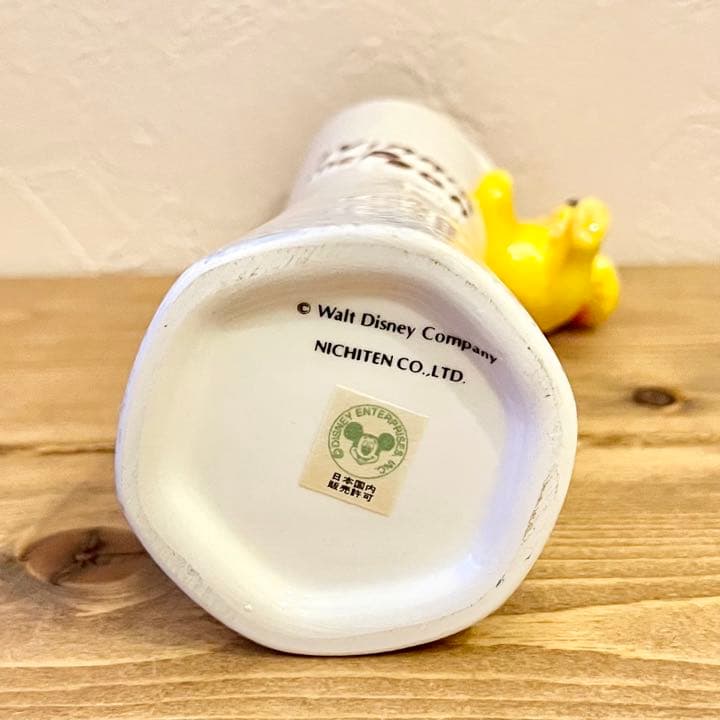 © Walt Disney Company
NICHITEN CO.,LTD.
© DISNEY ENTERPRISES, INC.
日本国内
販売許可